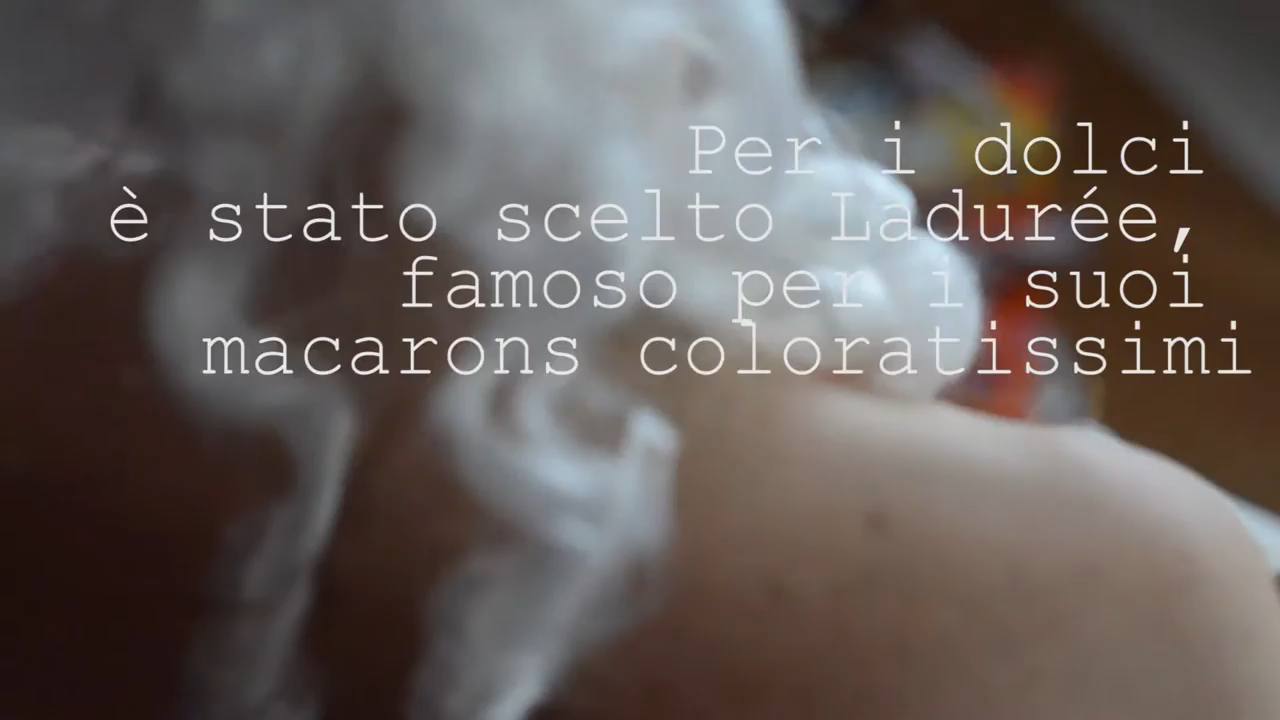 Per i dolci
è stato scelto Ladurée,
famoso per i suoi
macarons coloratissimi